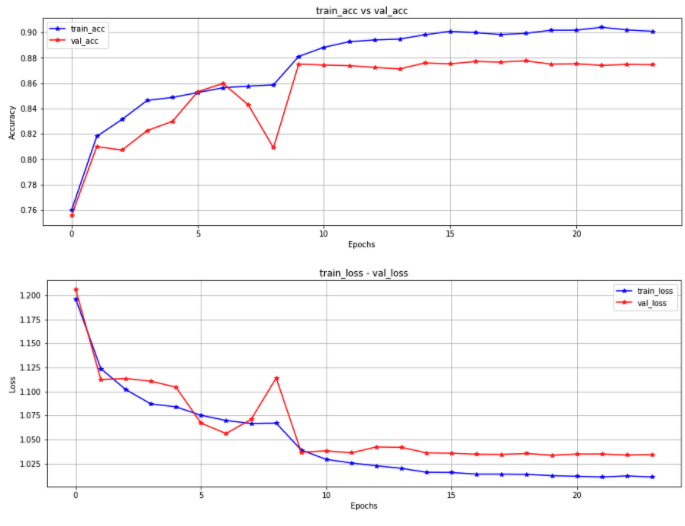 train_acc vs val_acc
train_acc
val_acc
0.90
0.88
0.86
0.84
0.82
0.80
0.78
0.76
Accuracy
0 5 10 15 20
Epochs
train_loss - val_loss
train_loss
val_loss
1.200
1.175
1.150
1.125
1.100
1.075
1.050
1.025
Loss
0 5 10 15 20
Epochs